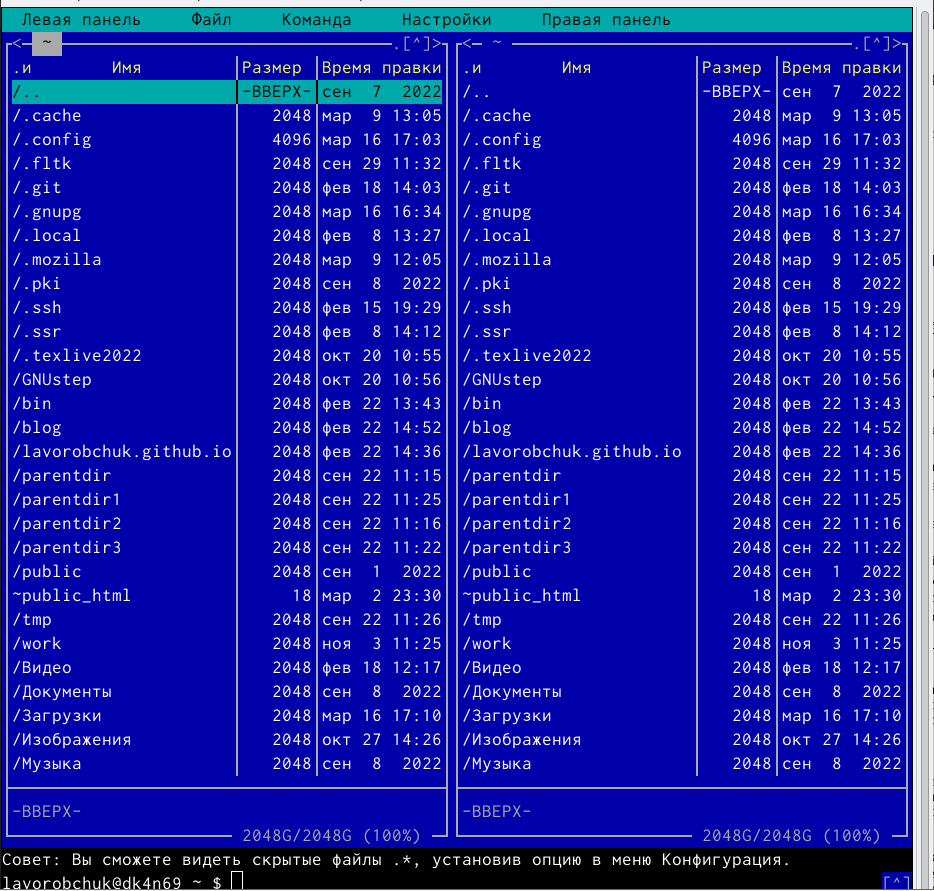 Левая панель Файл Команда Настройки Правая панель
<─ ~ .[^]> <─ ~ .[^]>
.и Имя Размер Время правки .и Имя Размер Время правки
/.. -ВВЕРХ- сен 7 2022 /.. -ВВЕРХ- сен 7 2022
/.cache 2048 мар 9 13:05 /.cache 2048 мар 9 13:05
/.config 4096 мар 16 17:03 /.config 4096 мар 16 17:03
/.fltk 2048 сен 29 11:32 /.fltk 2048 сен 29 11:32
/.git 2048 фев 18 14:03 /.git 2048 фев 18 14:03
/.gnupg 2048 мар 16 16:34 /.gnupg 2048 мар 16 16:34
/.local 2048 фев 8 13:27 /.local 2048 фев 8 13:27
/.mozilla 2048 мар 9 12:05 /.mozilla 2048 мар 9 12:05
/.pki 2048 сен 8 2022 /.pki 2048 сен 8 2022
/.ssh 2048 фев 15 19:29 /.ssh 2048 фев 15 19:29
/.ssr 2048 фев 8 14:12 /.ssr 2048 фев 8 14:12
/.texlive2022 2048 окт 20 10:55 /.texlive2022 2048 окт 20 10:55
/GNUstep 2048 окт 20 10:56 /GNUstep 2048 окт 20 10:56
/bin 2048 фев 22 13:43 /bin 2048 фев 22 13:43
/blog 2048 фев 22 14:52 /blog 2048 фев 22 14:52
/lavorobchuk.github.io 2048 фев 22 14:36 /lavorobchuk.github.io 2048 фев 22 14:36
/parentdir 2048 сен 22 11:15 /parentdir 2048 сен 22 11:15
/parentdir1 2048 сен 22 11:25 /parentdir1 2048 сен 22 11:25
/parentdir2 2048 сен 22 11:16 /parentdir2 2048 сен 22 11:16
/parentdir3 2048 сен 22 11:22 /parentdir3 2048 сен 22 11:22
/public 2048 сен 1 2022 /public 2048 сен 1 2022
~public_html 18 мар 2 23:30 ~public_html 18 мар 2 23:30
/tmp 2048 сен 22 11:26 /tmp 2048 сен 22 11:26
/work 2048 ноя 3 11:25 /work 2048 ноя 3 11:25
/Видео 2048 фев 18 12:17 /Видео 2048 фев 18 12:17
/Документы 2048 сен 8 2022 /Документы 2048 сен 8 2022
/Загрузки 2048 мар 16 17:10 /Загрузки 2048 мар 16 17:10
/Изображения 2048 окт 27 14:26 /Изображения 2048 окт 27 14:26
/Музыка 2048 сен 8 2022 /Музыка 2048 сен 8 2022
-ВВЕРХ- -ВВЕРХ-
2048G/2048G (100%) 2048G/2048G (100%)
Совет: Вы сможете видеть скрытые файлы .*, установив опцию в меню Конфигурация.
lavorobchuk@dk4n69 ~ $ [^]